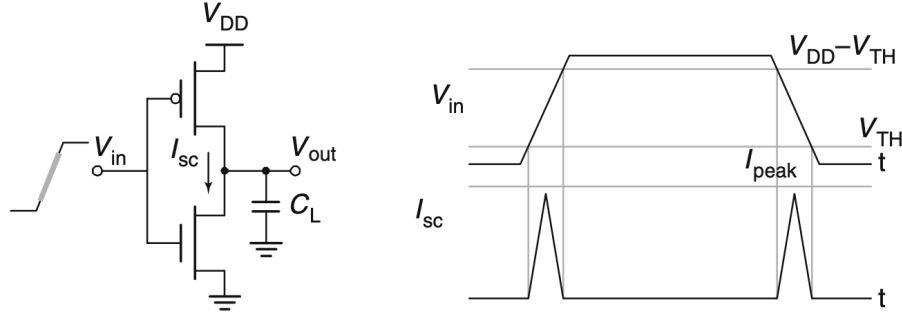 V_DD
V_in
I_sc
V_out
C_L
V_DD–V_TH
V_in
V_TH
t
I_peak
I_sc
t